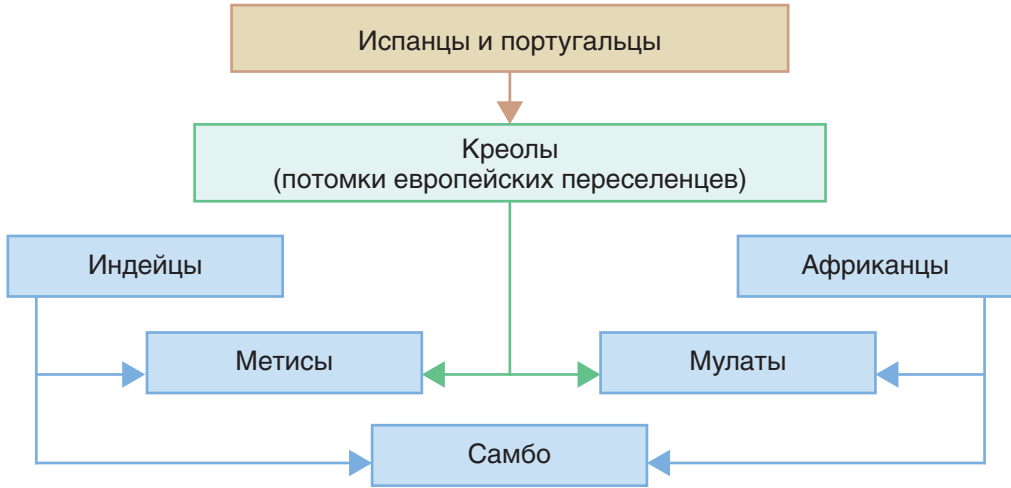 Испанцы и португальцы
Креолы
(потомки европейских переселенцев)
Индейцы
Африканцы
Метисы
Мулаты
Самбо